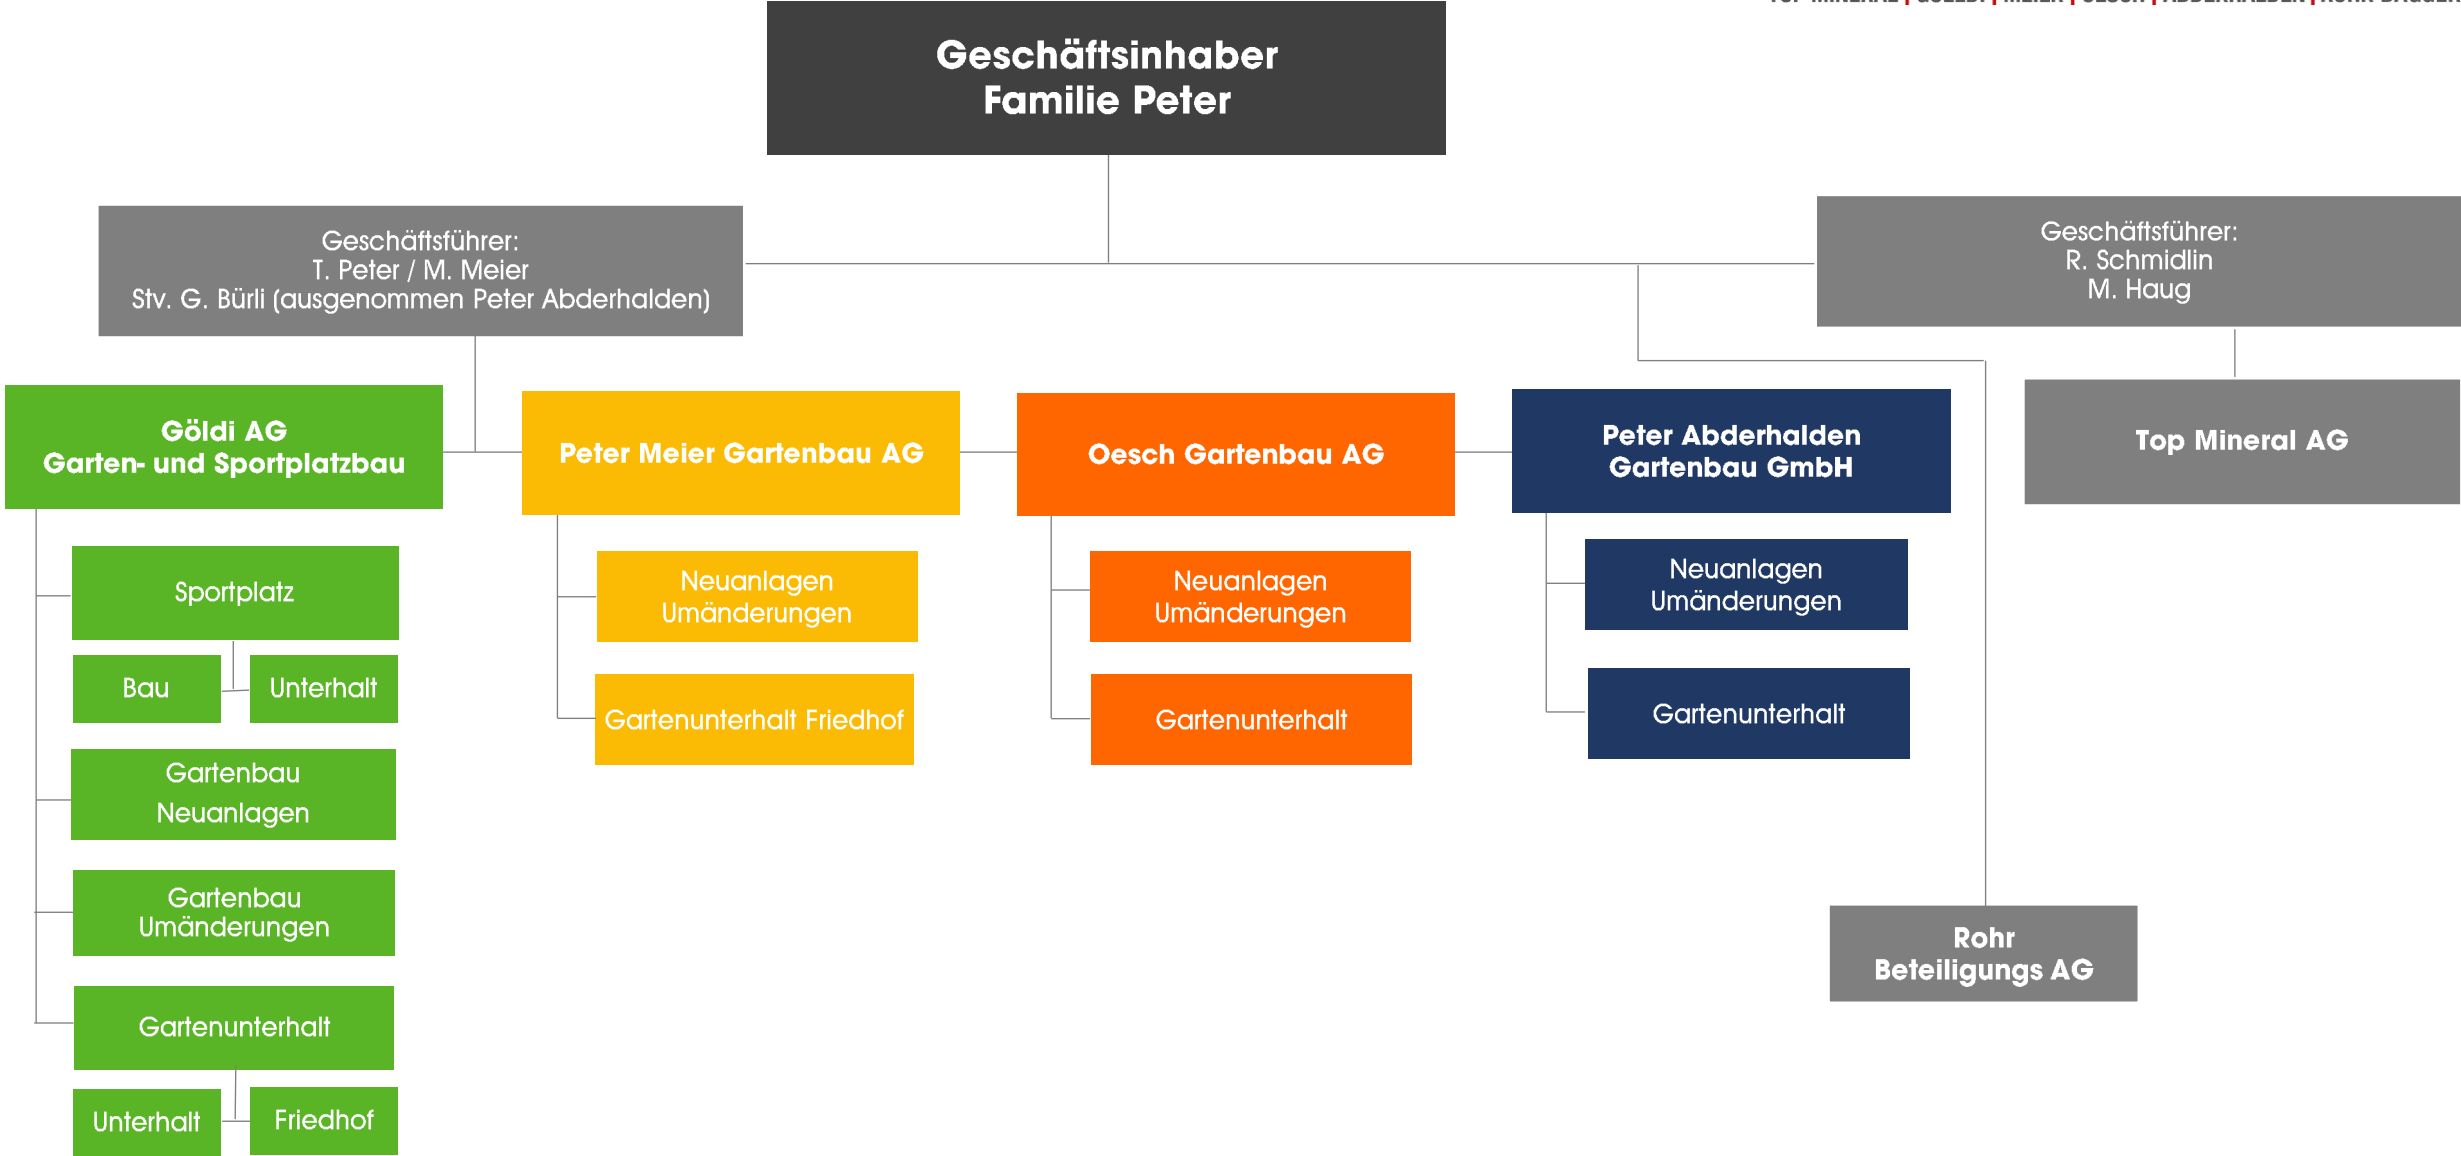 Geschäftsinhaber
Familie Peter
Geschäftsführer:
T. Peter / M. Meier
Stv. G. Bürli (ausgenommen Peter Abderhalden)
Geschäftsführer:
R. Schmidlin
M. Haug
Göldi AG
Garten- und Sportplatzbau
Peter Meier Gartenbau AG
Oesch Gartenbau AG
Peter Abderhalden
Gartenbau GmbH
Top Mineral AG
Sportplatz
Bau
Unterhalt
Gartenbau
Neuanlagen
Gartenbau
Umänderungen
Gartenunterhalt
Unterhalt
Friedhof
Neuanlagen
Umänderungen
Gartenunterhalt Friedhof
Neuanlagen
Umänderungen
Gartenunterhalt
Neuanlagen
Umänderungen
Gartenunterhalt
Rohr
Beteiligungs AG